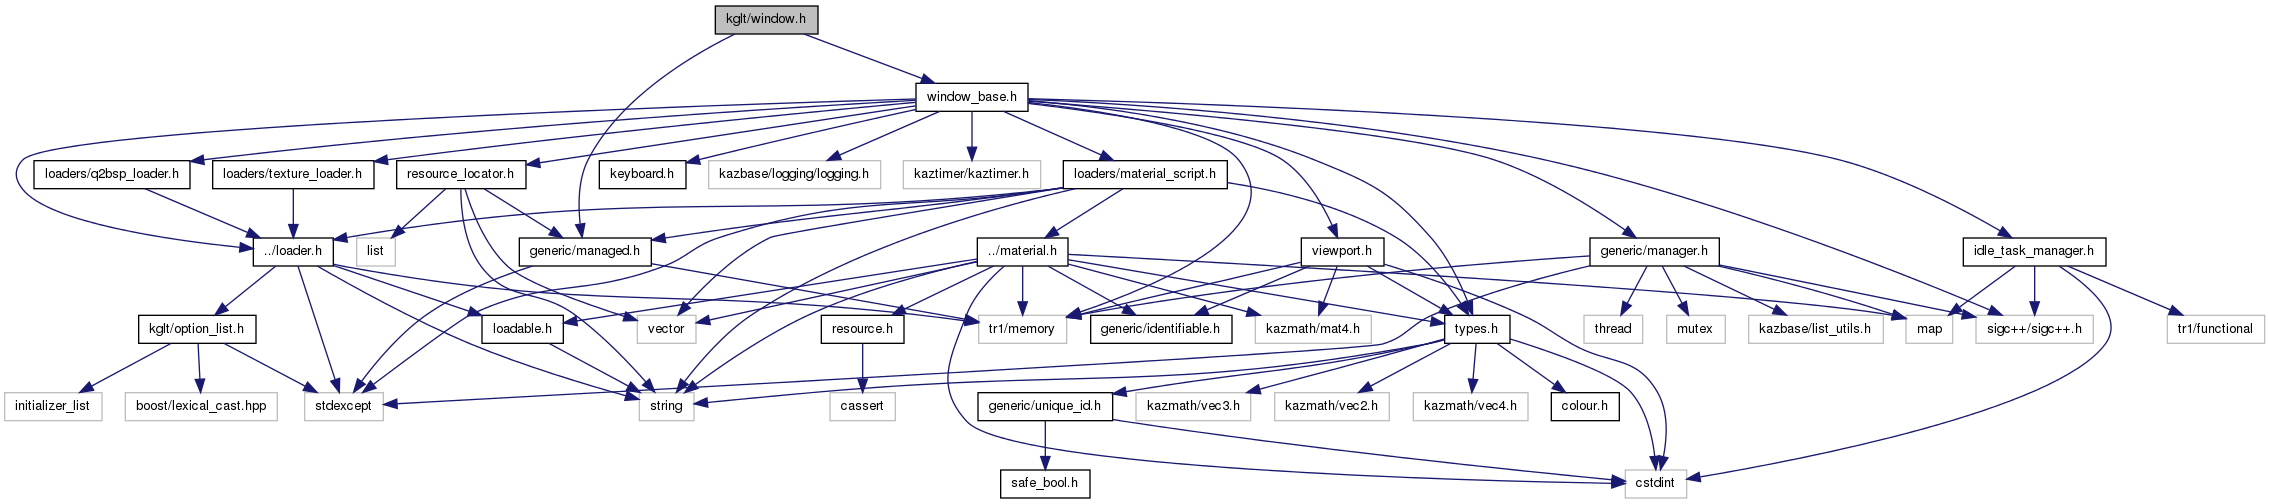 kglt/window.h
window_base.h
loaders/q2bsp_loader.h
loaders/texture_loader.h
resource_locator.h
keyboard.h
kazbase/logging/logging.h
kaztimer/kaztimer.h
loaders/material_script.h
.../loader.h
list
generic/managed.h
.../material.h
viewport.h
generic/manager.h
idle_task_manager.h
kglt/option_list.h
loadable.h
vector
resource.h
tr1/memory
generic/identifiable.h
kazmath/mat4.h
types.h
thread
mutex
kazbase/list_utils.h
map
sigc++/sigc++.h
tr1/functional
initializer_list
boost/lexical_cast.hpp
stdexcept
string
cassert
generic/unique_id.h
kazmath/vec3.h
kazmath/vec2.h
kazmath/vec4.h
colour.h
safe_bool.h
cstdint